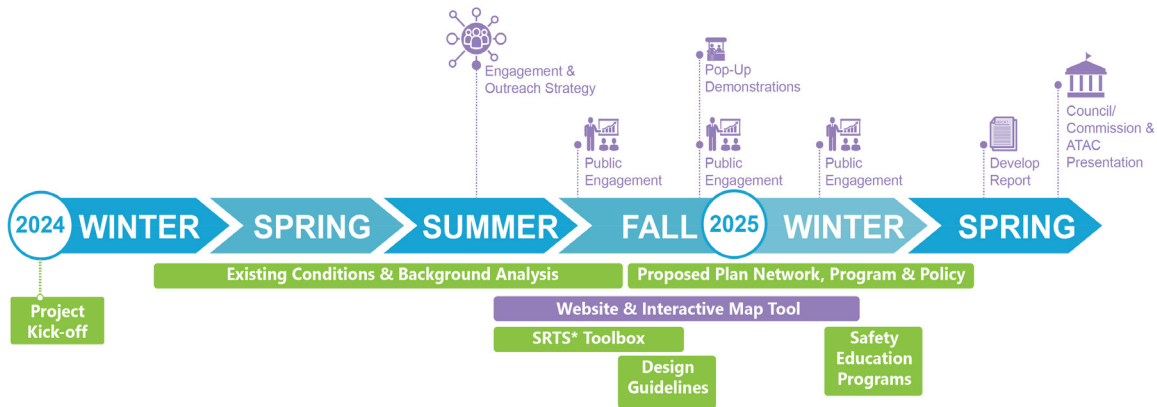 Engagement &
Outreach Strategy
Pop-Up
Demonstrations
Council/
Commission &
ATAC
Presentation
Public
Engagement
Public
Engagement
Public
Engagement
Develop
Report
2024
WINTER
SPRING
SUMMER
FALL
2025
WINTER
SPRING
Existing Conditions & Background Analysis
Proposed Plan Network, Program & Policy
Project
Kick-off
Website & Interactive Map Tool
SRTS* Toolbox
Safety
Education
Programs
Design
Guidelines